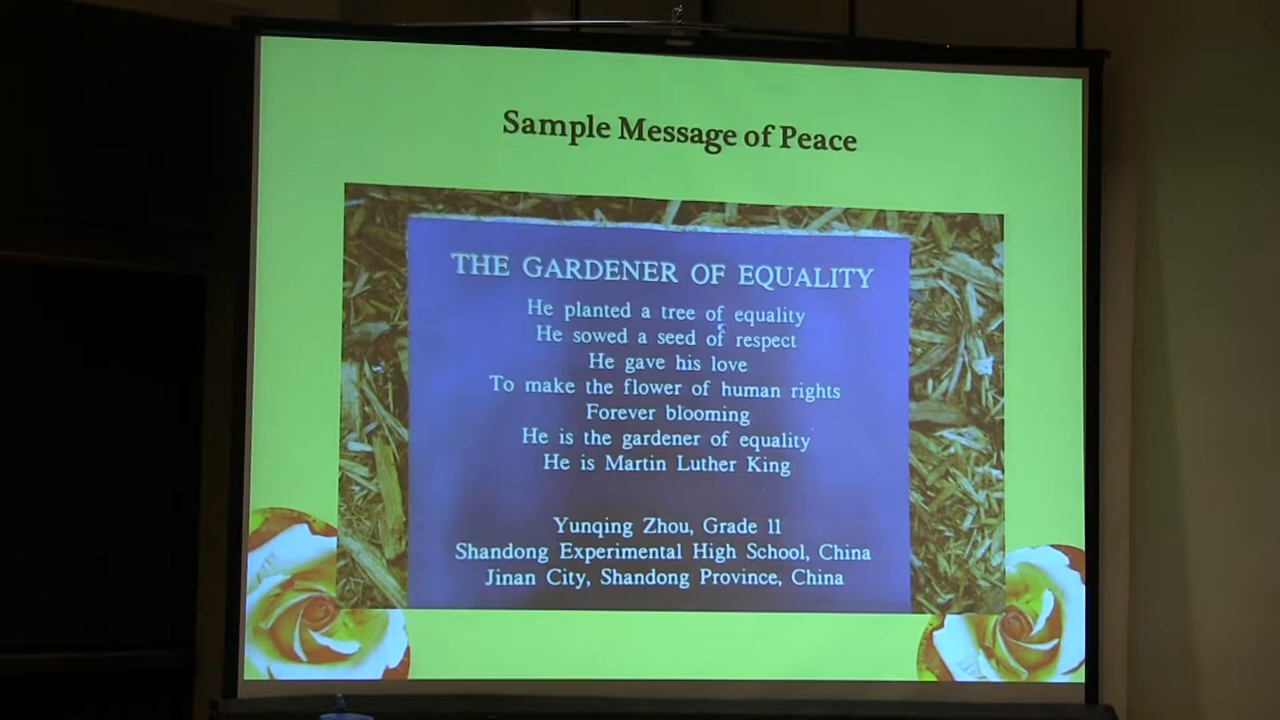 Sample Message of Peace
THE GARDENER OF EQUALITY
He planted a tree of equality
He sowed a seed of respect
He gave his love
To make the flower of human rights
Forever blooming
He is the gardener of equality
He is Martin Luther King
Yunqing Zhou, Grade 11
Shandong Experimental High School, China
Jinan City, Shandong Province, China